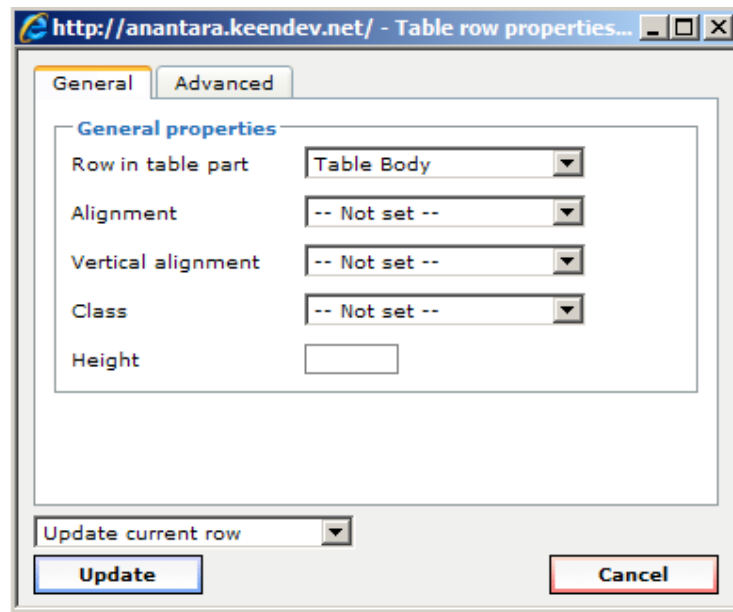 http://anantara.keendev.net/ - Table row properties...
General Advanced
General properties
Row in table part Table Body
Alignment -- Not set --
Vertical alignment -- Not set --
Class -- Not set --
Height
Update current row
Update Cancel